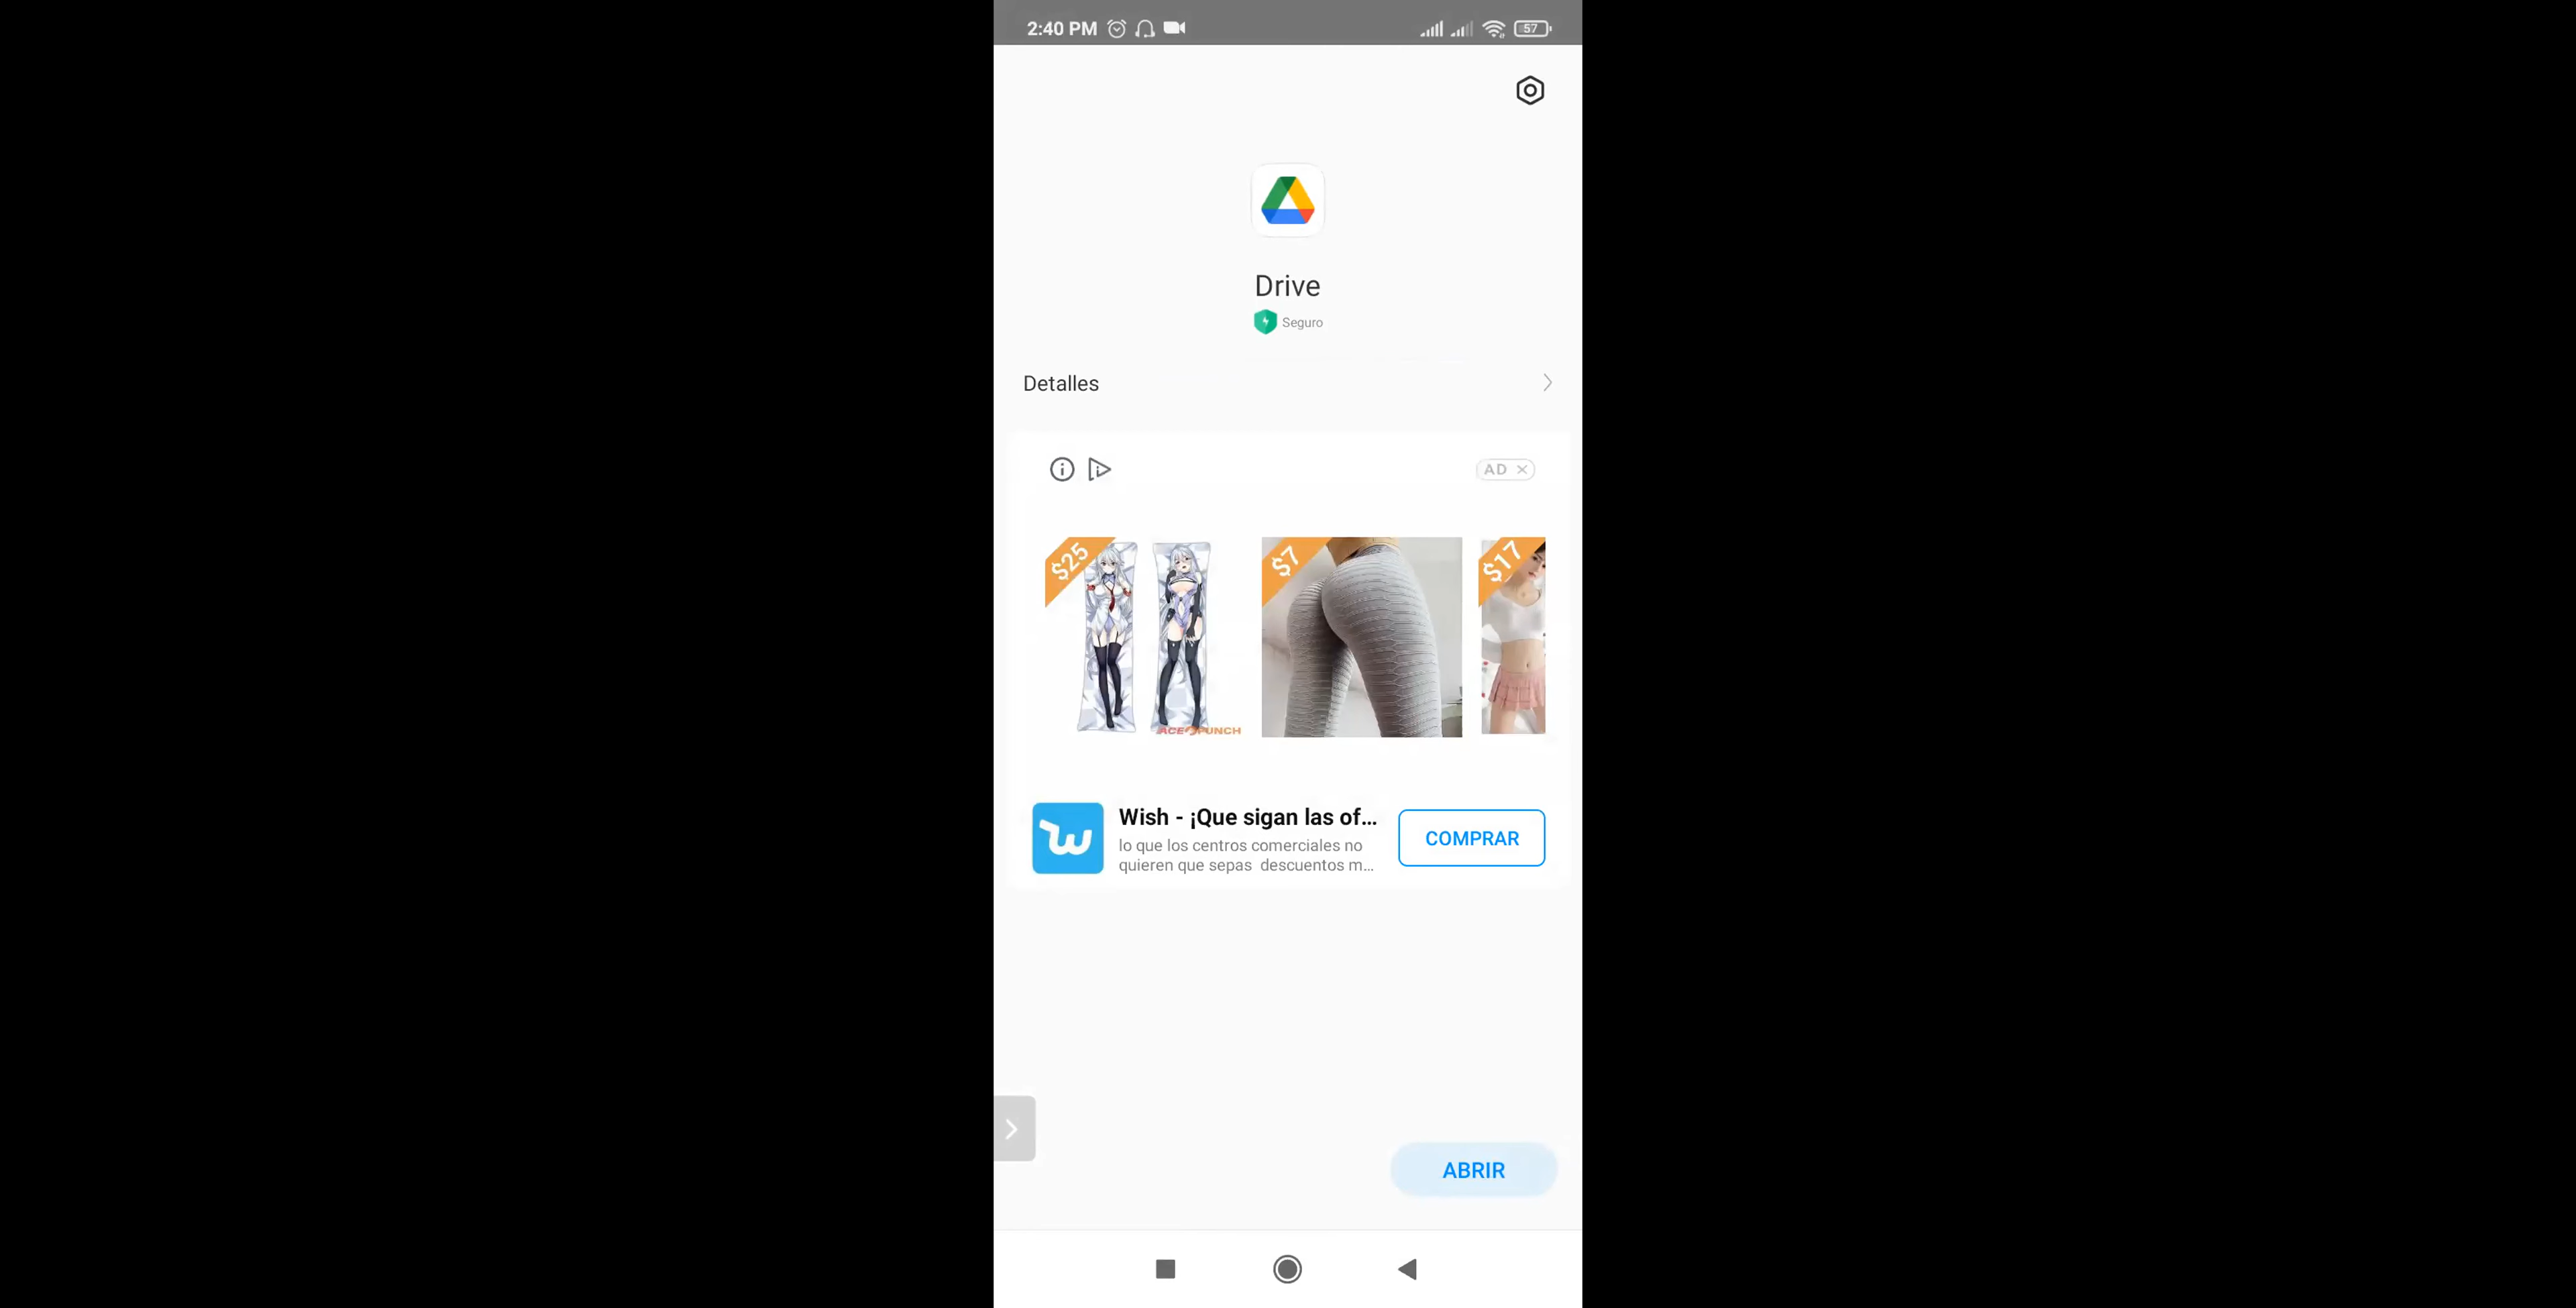 2:40 PM
57
Drive
Seguro
Detalles
AD
$25
$7
$17
ACE PUNCH
Wish - ¡Que sigan las of...
COMPRAR
lo que los centros comerciales no
quieren que sepas descuentos m...
ABRIR